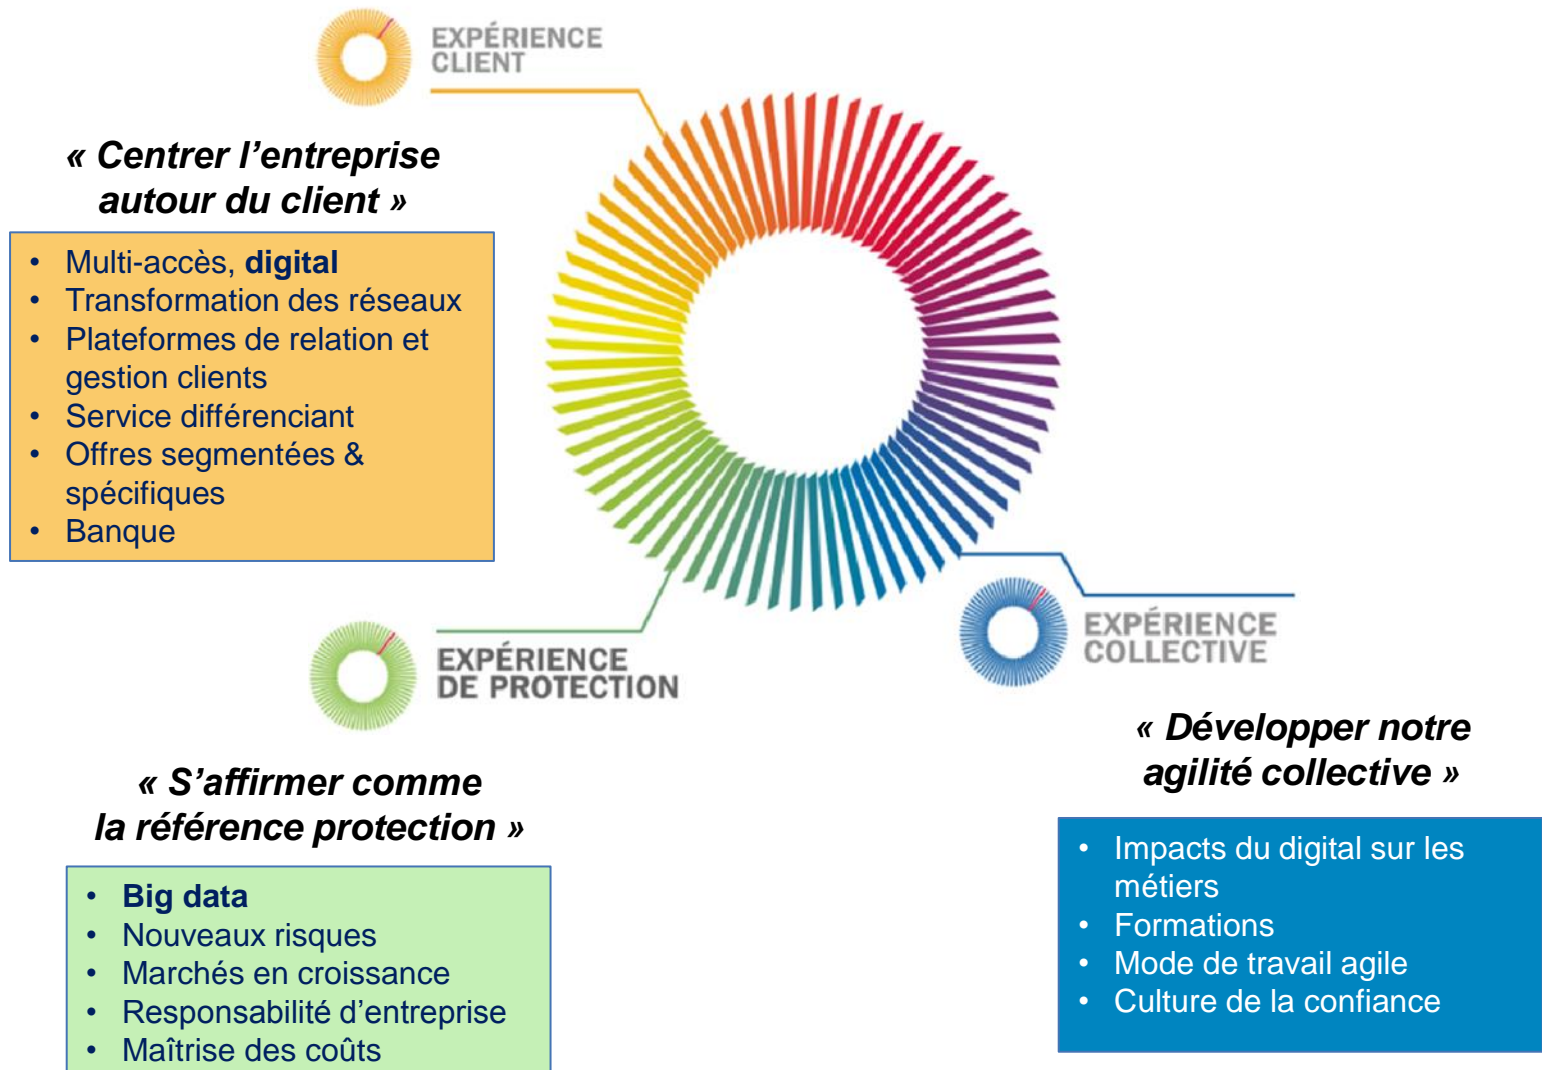 EXPÉRIENCE
CLIENT
« Centrer l’entreprise
autour du client »
• Multi-accès, digital
• Transformation des réseaux
• Plateformes de relation et
gestion clients
• Service différenciant
• Offres segmentées &
spécifiques
• Banque
EXPÉRIENCE
DE PROTECTION
« S’affirmer comme
la référence protection »
• Big data
• Nouveaux risques
• Marchés en croissance
• Responsabilité d’entreprise
• Maîtrise des coûts
EXPÉRIENCE
COLLECTIVE
« Développer notre
agilité collective »
• Impacts du digital sur les
métiers
• Formations
• Mode de travail agile
• Culture de la confiance